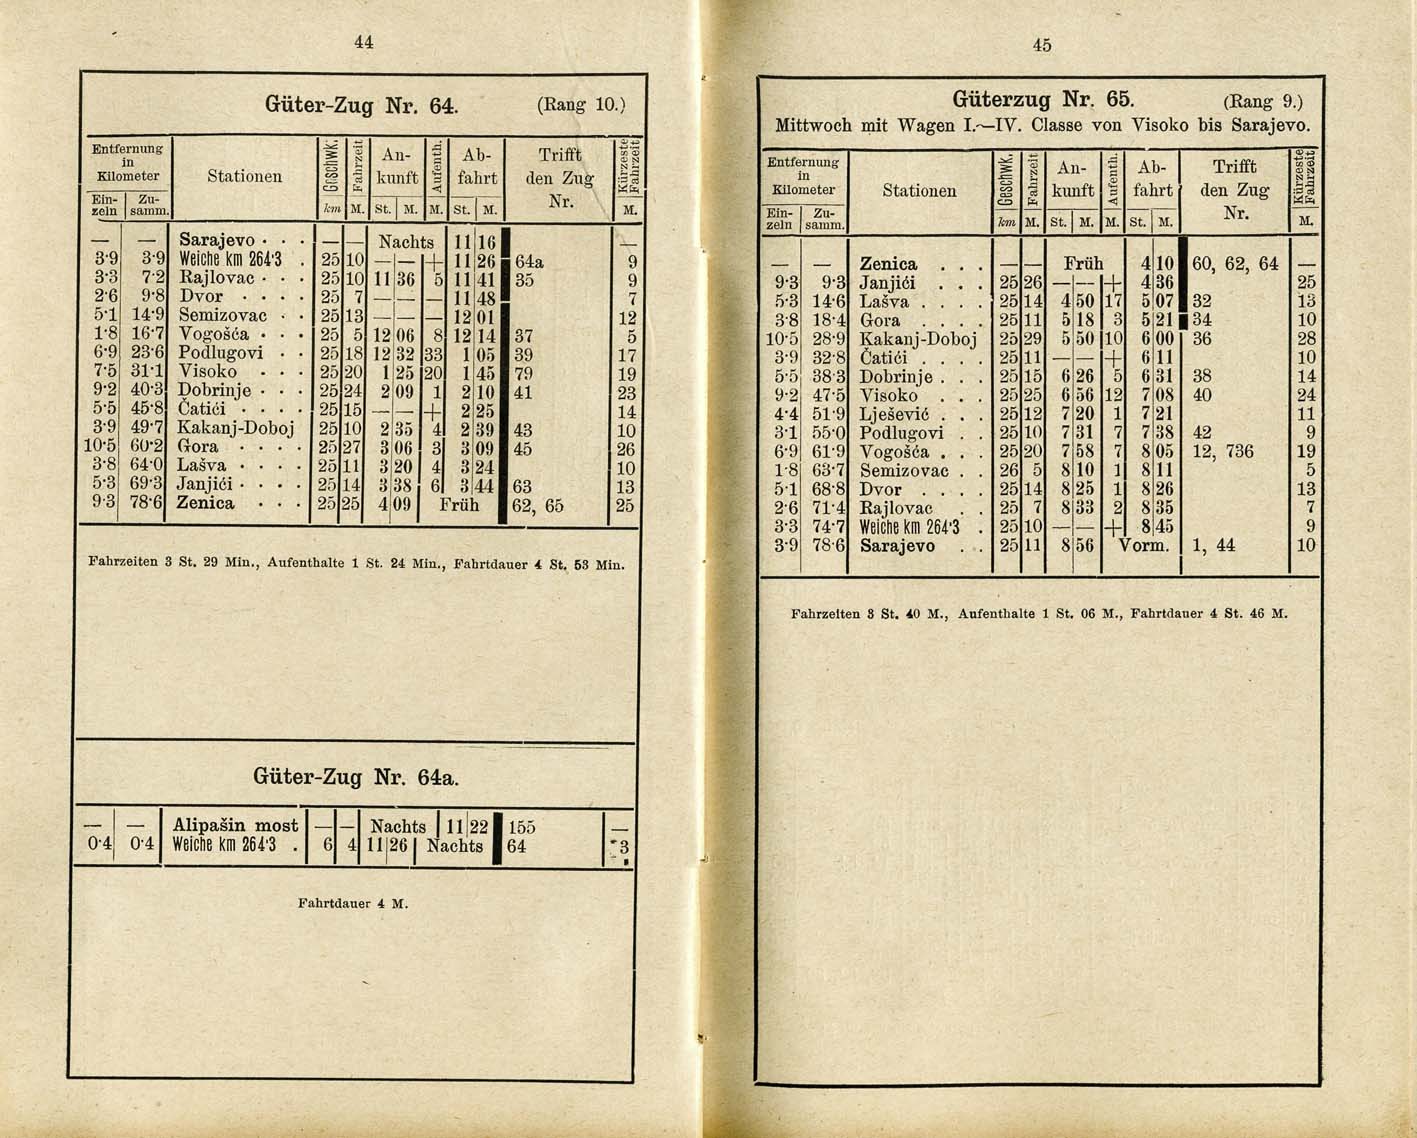 44
Güter-Zug Nr. 64. (Rang 10.)
Entfernung in Kilometer | Stationen | Geschwk. | Fahrzeit | An-kunft | Aufenth. | Ab-fahrt | Trifft den Zug Nr. | Kürzeste Fahrzeit
Ein-zeln | Zu-samm. | km | M. | St. | M. | M. | St. | M. | M.
— — Sarajevo . . . — — Nachts 11 16 —
3·9 3·9 Weiche km 264·3 . 25 10 — — + 11 26 64a 9
3·3 7·2 Rajlovac . . . 25 10 11 36 5 11 41 35 9
2·6 9·8 Dvor . . . . 25 7 — — — 11 48 7
5·1 14·9 Semizovac . . 25 13 — — — 12 01 12
1·8 16·7 Vogošća . . . 25 5 12 06 8 12 14 37 5
6·9 23·6 Podlugovi . . 25 18 12 32 33 1 05 39 17
7·5 31·1 Visoko . . . 25 20 1 25 20 1 45 79 19
9·2 40·3 Dobrinje . . . 25 24 2 09 1 2 10 41 23
5·5 45·8 Čatići . . . . 25 15 — — + 2 25 14
3·9 49·7 Kakanj-Doboj 25 10 2 35 4 2 39 43 10
10·5 60·2 Gora . . . . 25 27 3 06 3 3 09 45 26
3·8 64·0 Lašva . . . . 25 11 3 20 4 3 24 10
5·3 69·3 Janjići . . . . 25 14 3 38 6 3 44 63 13
9·3 78·6 Zenica . . . 25 25 4 09 Früh 62, 65 25
Fahrzeiten 3 St. 29 Min., Aufenthalte 1 St. 24 Min., Fahrtdauer 4 St. 53 Min.
Güter-Zug Nr. 64a.
— — Alipašin most — — Nachts 11 22 155 —
0·4 0·4 Weiche km 264·3 . 6 4 11 26 Nachts 64 3
Fahrtdauer 4 M.
45
Güterzug Nr. 65. (Rang 9.)
Mittwoch mit Wagen I.—IV. Classe von Visoko bis Sarajevo.
Entfernung in Kilometer | Stationen | Geschwk. | Fahrzeit | An-kunft | Aufenth. | Ab-fahrt | Trifft den Zug Nr. | Kürzeste Fahrzeit
Ein-zeln | Zu-samm. | km | M. | St. | M. | M. | St. | M. | M.
— — Zenica . . . — — Früh 4 10 60, 62, 64 —
9·3 9·3 Janjići . . . 25 26 — — + 4 36 25
5·3 14·6 Lašva . . . . 25 14 4 50 17 5 07 32 13
3·8 18·4 Gora . . . . 25 11 5 18 3 5 21 34 10
10·5 28·9 Kakanj-Doboj 25 29 5 50 10 6 00 36 28
3·9 32·8 Čatići . . . . 25 11 — — + 6 11 10
5·5 38·3 Dobrinje . . . 25 15 6 26 5 6 31 38 14
9·2 47·5 Visoko . . . 25 25 6 56 12 7 08 40 24
4·4 51·9 Lješević . . . 25 12 7 20 1 7 21 11
3·1 55·0 Podlugovi . . 25 10 7 31 7 7 38 42 9
6·9 61·9 Vogošća . . . 25 20 7 58 7 8 05 12, 736 19
1·8 63·7 Semizovac . . 26 5 8 10 1 8 11 5
5·1 68·8 Dvor . . . . 25 14 8 25 1 8 26 13
2·6 71·4 Rajlovac . . 25 7 8 33 2 8 35 7
3·3 74·7 Weiche km 264·3 . 25 10 — — + 8 45 9
3·9 78·6 Sarajevo . . 25 11 8 56 Vorm. 1, 44 10
Fahrzeiten 3 St. 40 M., Aufenthalte 1 St. 06 M., Fahrtdauer 4 St. 46 M.